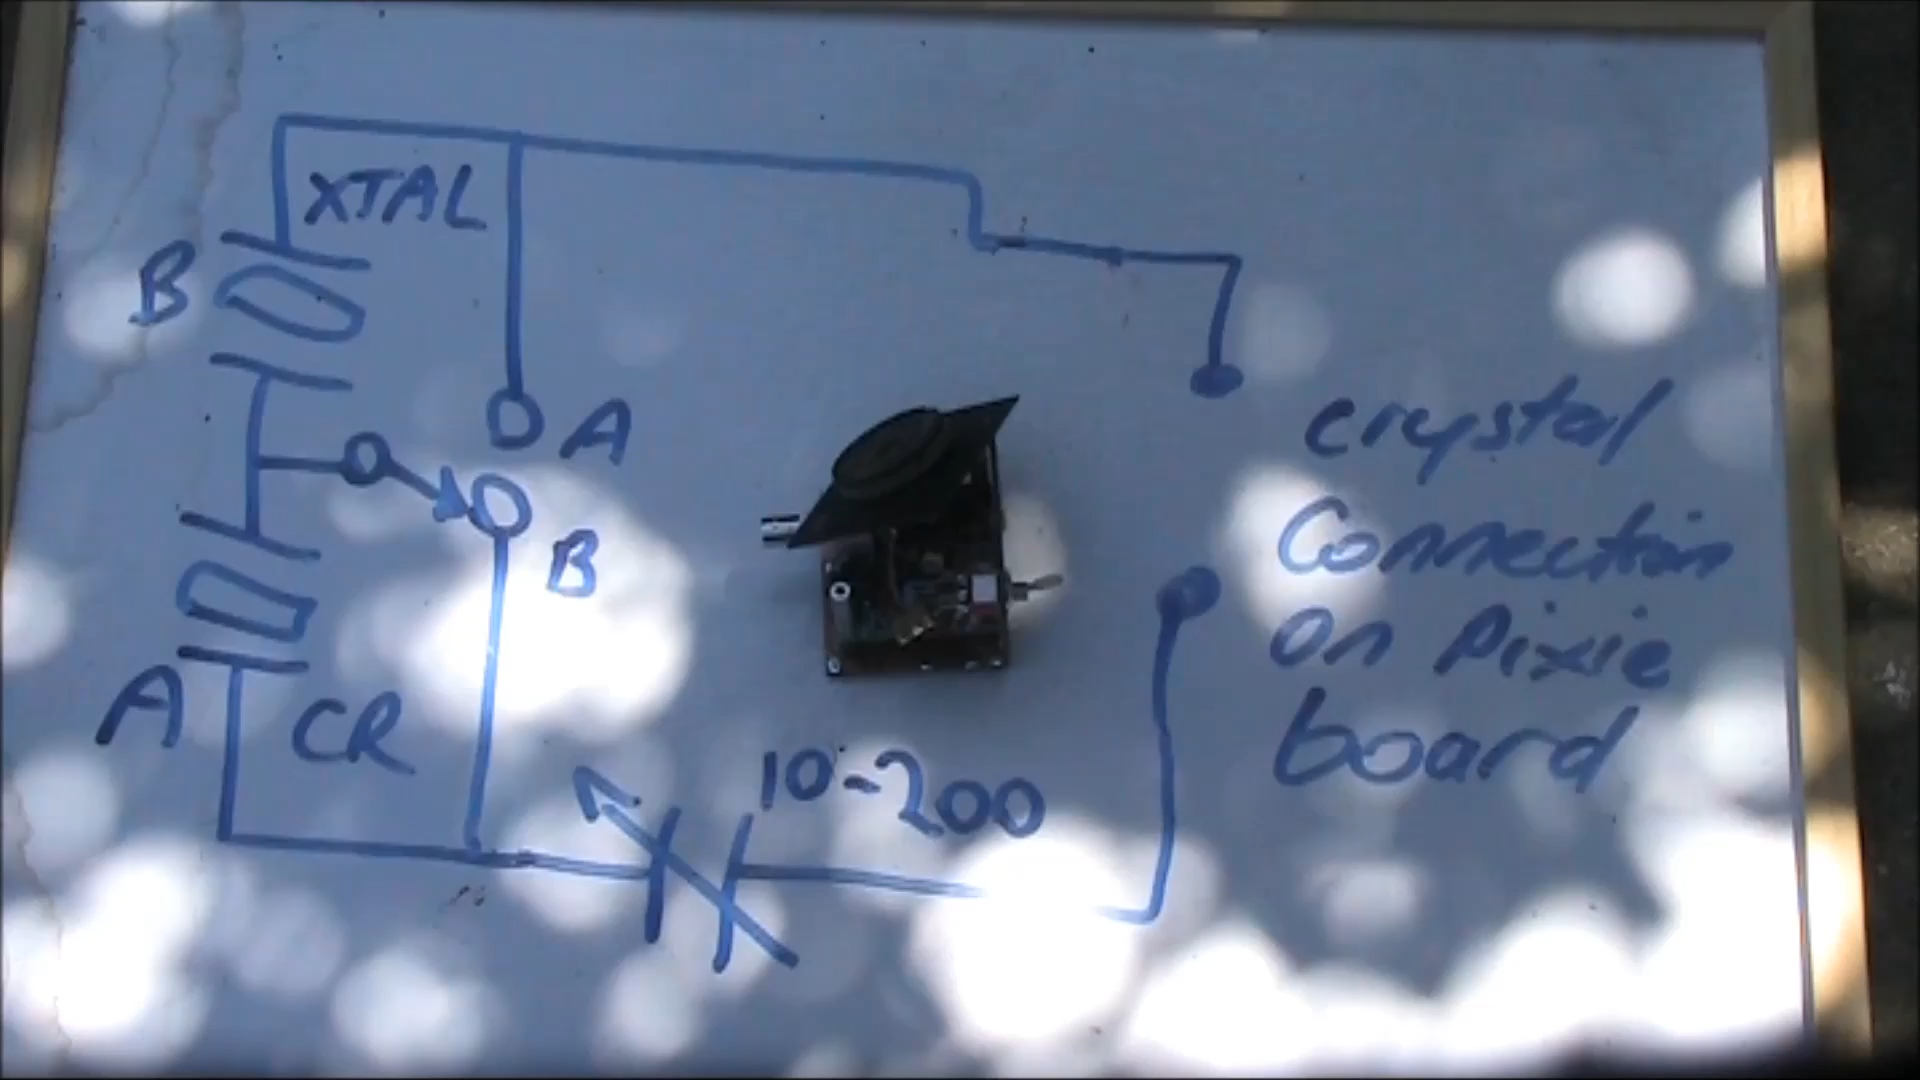 XTAL
B
A
B
A
CR
10-200
crystal
Connection
On Pixie
board